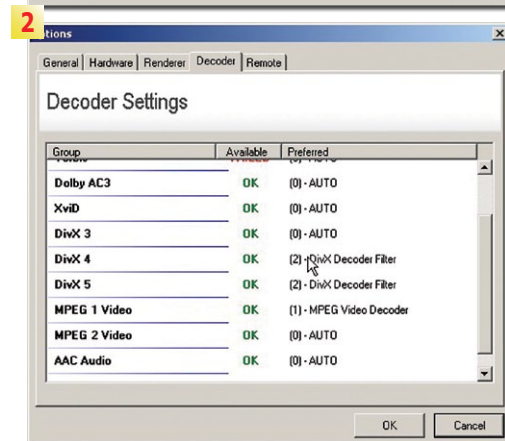 2
tions
General Hardware Renderer Decoder Remote
Decoder Settings
Group Available Preferred
(0) - AUTO
Dolby AC3 OK (0) - AUTO
XviD OK (0) - AUTO
DivX 3 OK (0) - AUTO
DivX 4 OK (2) - DivX Decoder Filter
DivX 5 OK (2) - DivX Decoder Filter
MPEG 1 Video OK (1) - MPEG Video Decoder
MPEG 2 Video OK (0) - AUTO
AAC Audio OK (0) - AUTO
OK Cancel